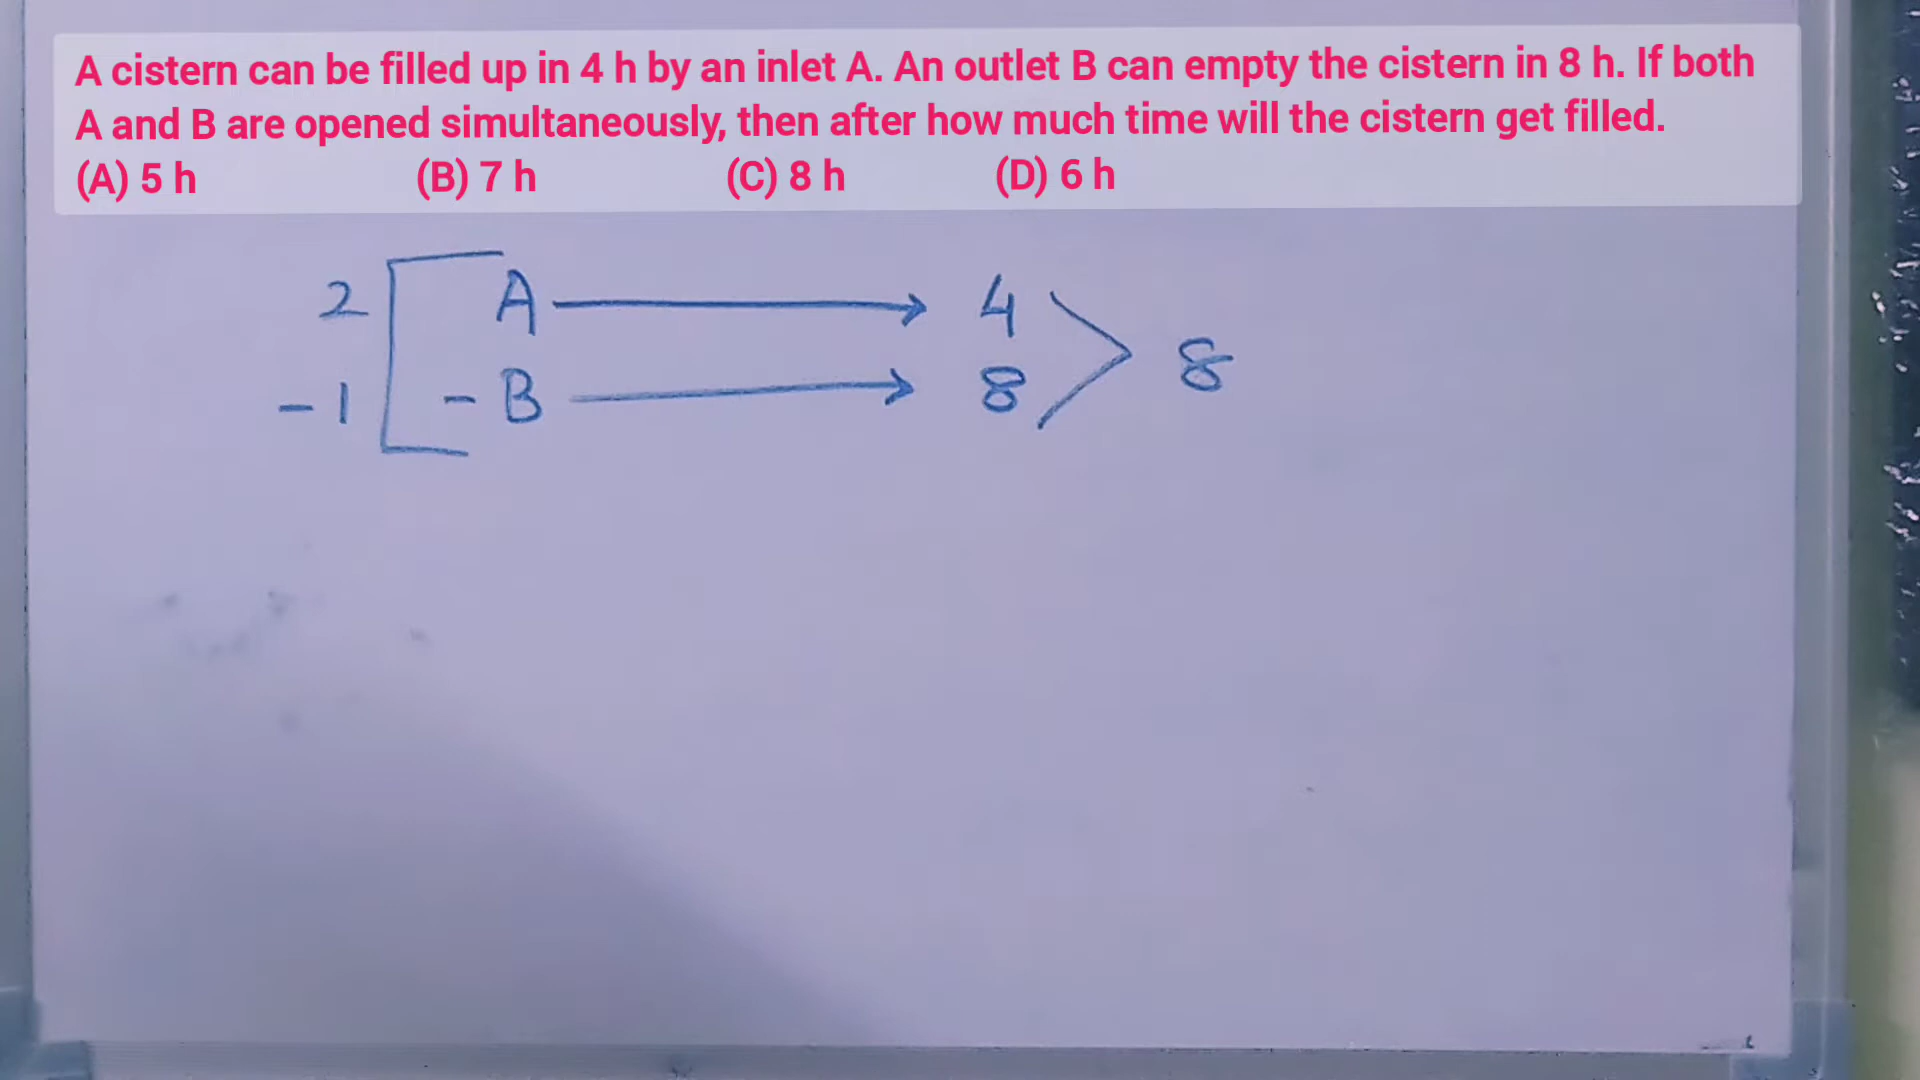 A cistern can be filled up in 4 h by an inlet A. An outlet B can empty the cistern in 8 h. If both
A and B are opened simultaneously, then after how much time will the cistern get filled.
(A) 5 h (B) 7 h (C) 8 h (D) 6 h
2 A → 4
8
-1 - B → 8